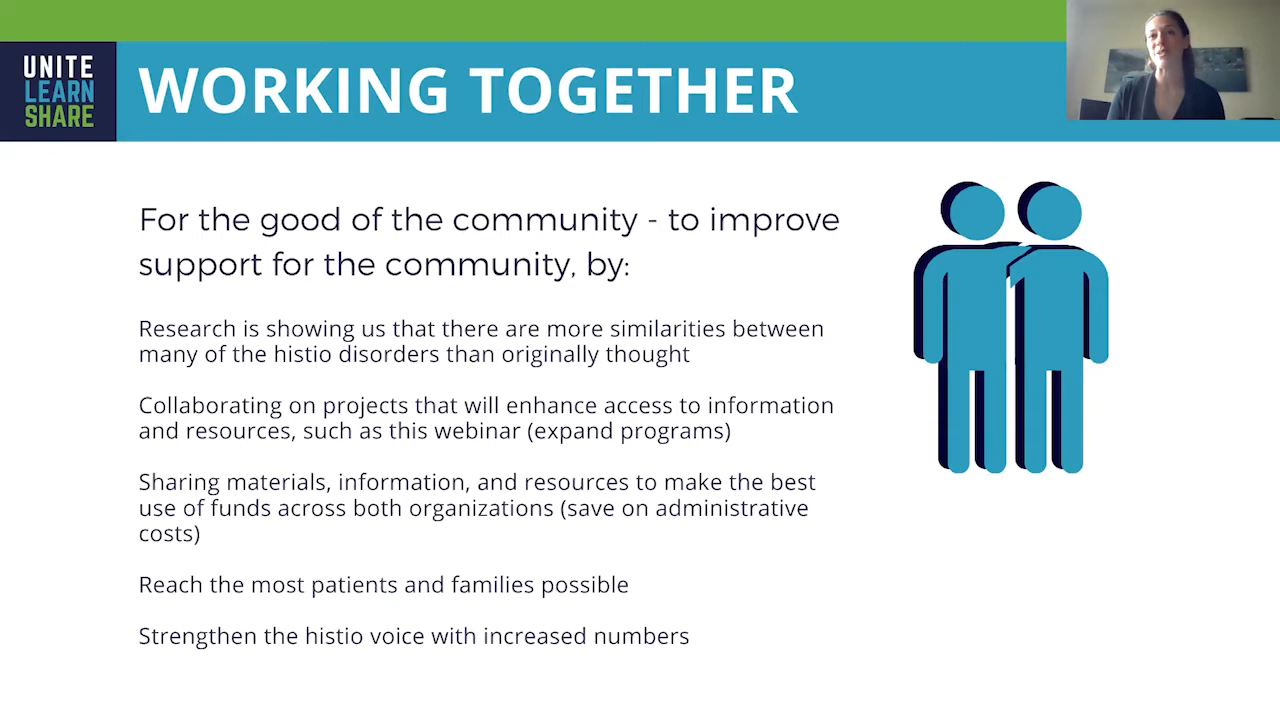 UNITE
LEARN
SHARE
WORKING TOGETHER
For the good of the community - to improve
support for the community, by:
Research is showing us that there are more similarities between
many of the histio disorders than originally thought
Collaborating on projects that will enhance access to information
and resources, such as this webinar (expand programs)
Sharing materials, information, and resources to make the best
use of funds across both organizations (save on administrative
costs)
Reach the most patients and families possible
Strengthen the histio voice with increased numbers